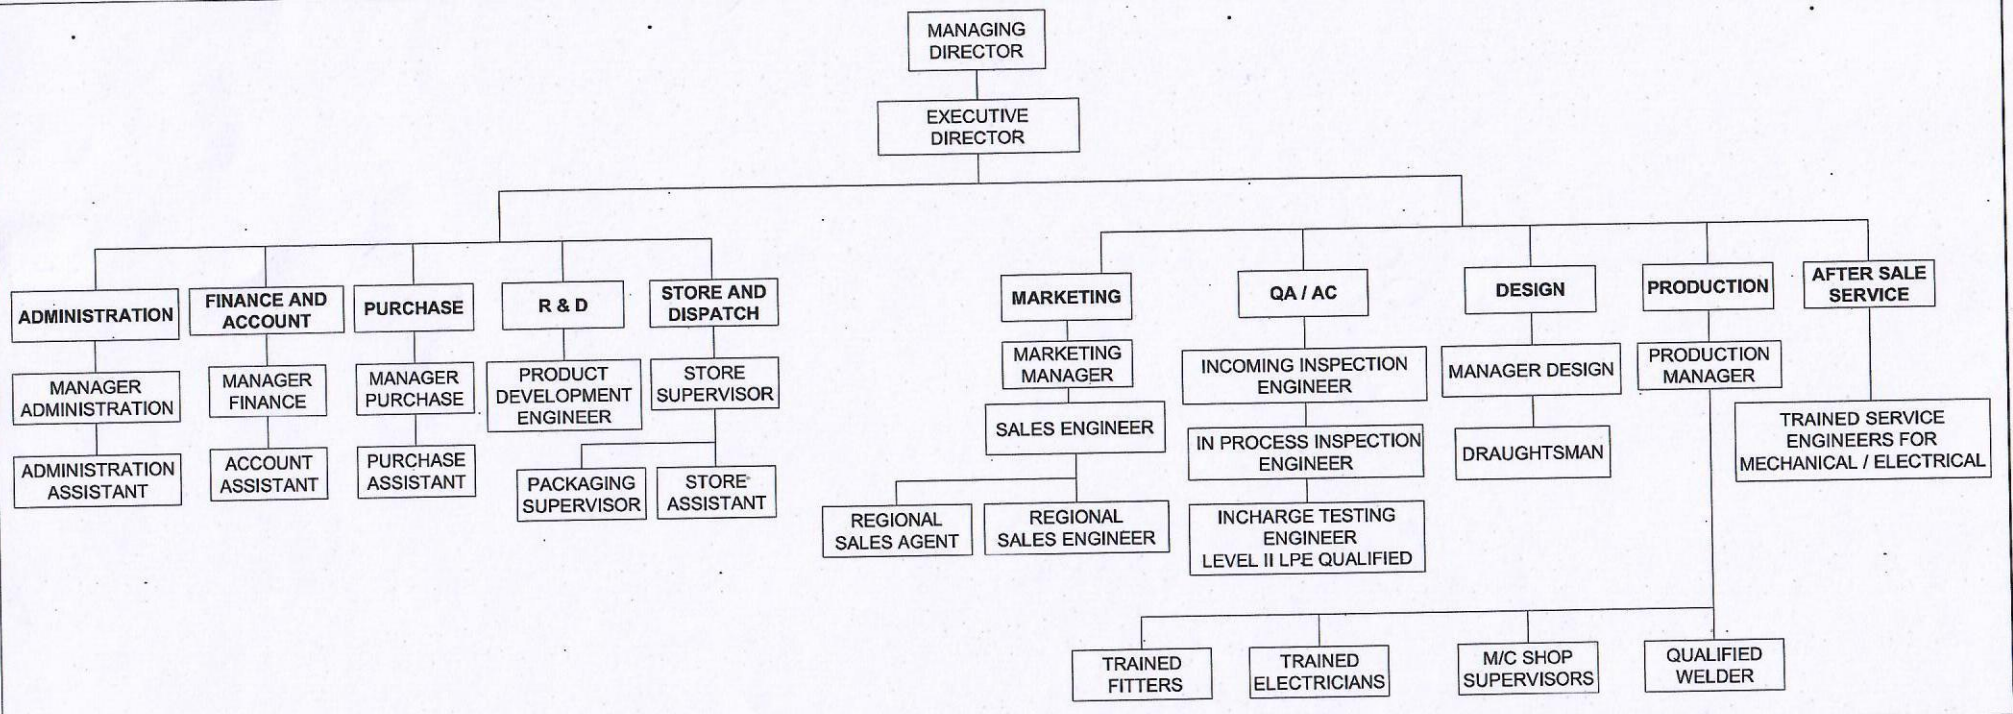 MANAGING
DIRECTOR
EXECUTIVE
DIRECTOR
ADMINISTRATION
FINANCE AND
ACCOUNT
PURCHASE
R & D
STORE AND
DISPATCH
MARKETING
QA / AC
DESIGN
PRODUCTION
AFTER SALE
SERVICE
MANAGER
ADMINISTRATION
MANAGER
FINANCE
MANAGER
PURCHASE
PRODUCT
DEVELOPMENT
ENGINEER
STORE
SUPERVISOR
MARKETING
MANAGER
INCOMING INSPECTION
ENGINEER
MANAGER DESIGN
PRODUCTION
MANAGER
TRAINED SERVICE
ENGINEERS FOR
MECHANICAL / ELECTRICAL
ADMINISTRATION
ASSISTANT
ACCOUNT
ASSISTANT
PURCHASE
ASSISTANT
PACKAGING
SUPERVISOR
STORE
ASSISTANT
SALES ENGINEER
IN PROCESS INSPECTION
ENGINEER
DRAUGHTSMAN
REGIONAL
SALES AGENT
REGIONAL
SALES ENGINEER
INCHARGE TESTING
ENGINEER
LEVEL II LPE QUALIFIED
TRAINED
FITTERS
TRAINED
ELECTRICIANS
M/C SHOP
SUPERVISORS
QUALIFIED
WELDER